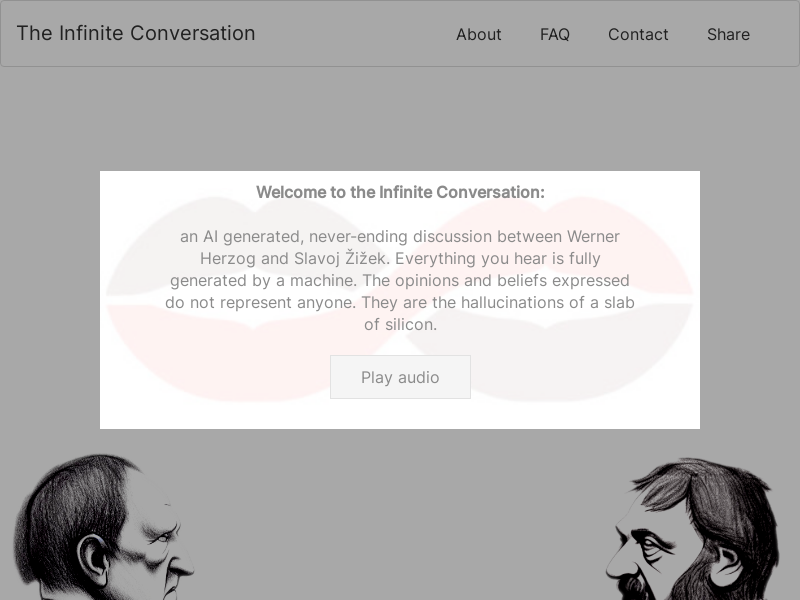 The Infinite Conversation
About FAQ Contact Share
Welcome to the Infinite Conversation:
an AI generated, never-ending discussion between Werner
Herzog and Slavoj Žižek. Everything you hear is fully
generated by a machine. The opinions and beliefs expressed
do not represent anyone. They are the hallucinations of a slab
of silicon.
Play audio